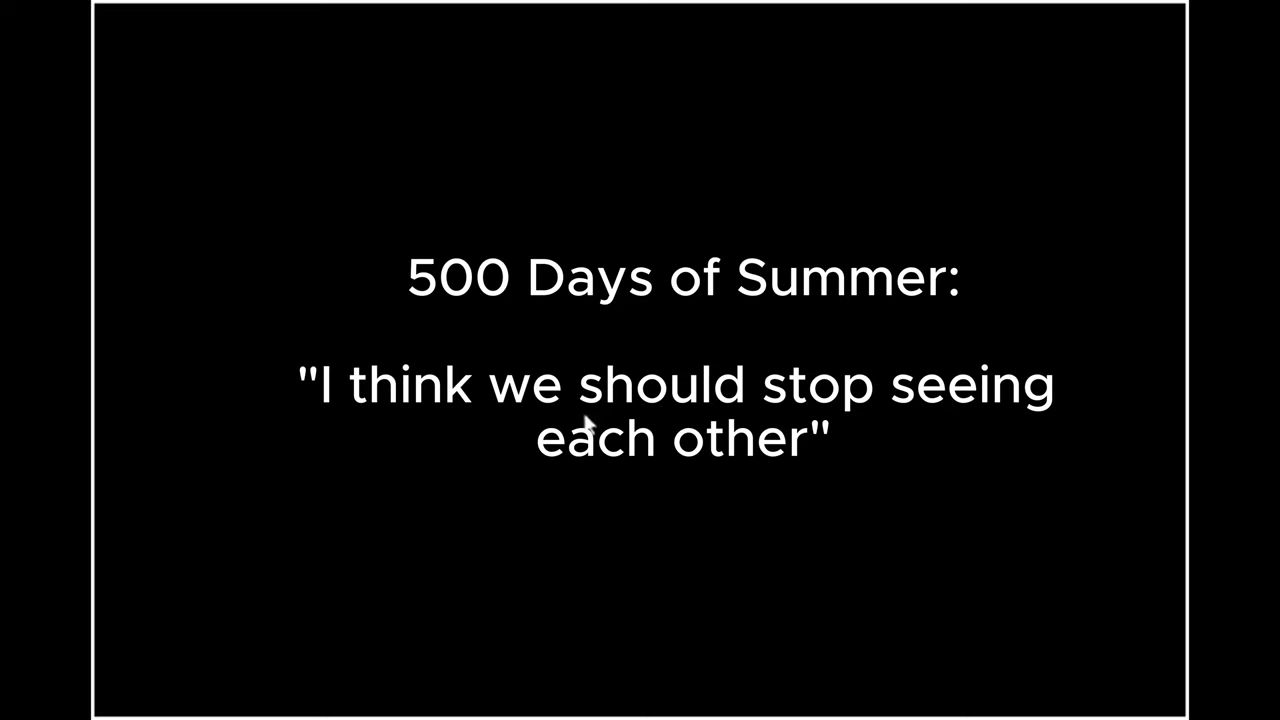 500 Days of Summer:
"I think we should stop seeing
each other"